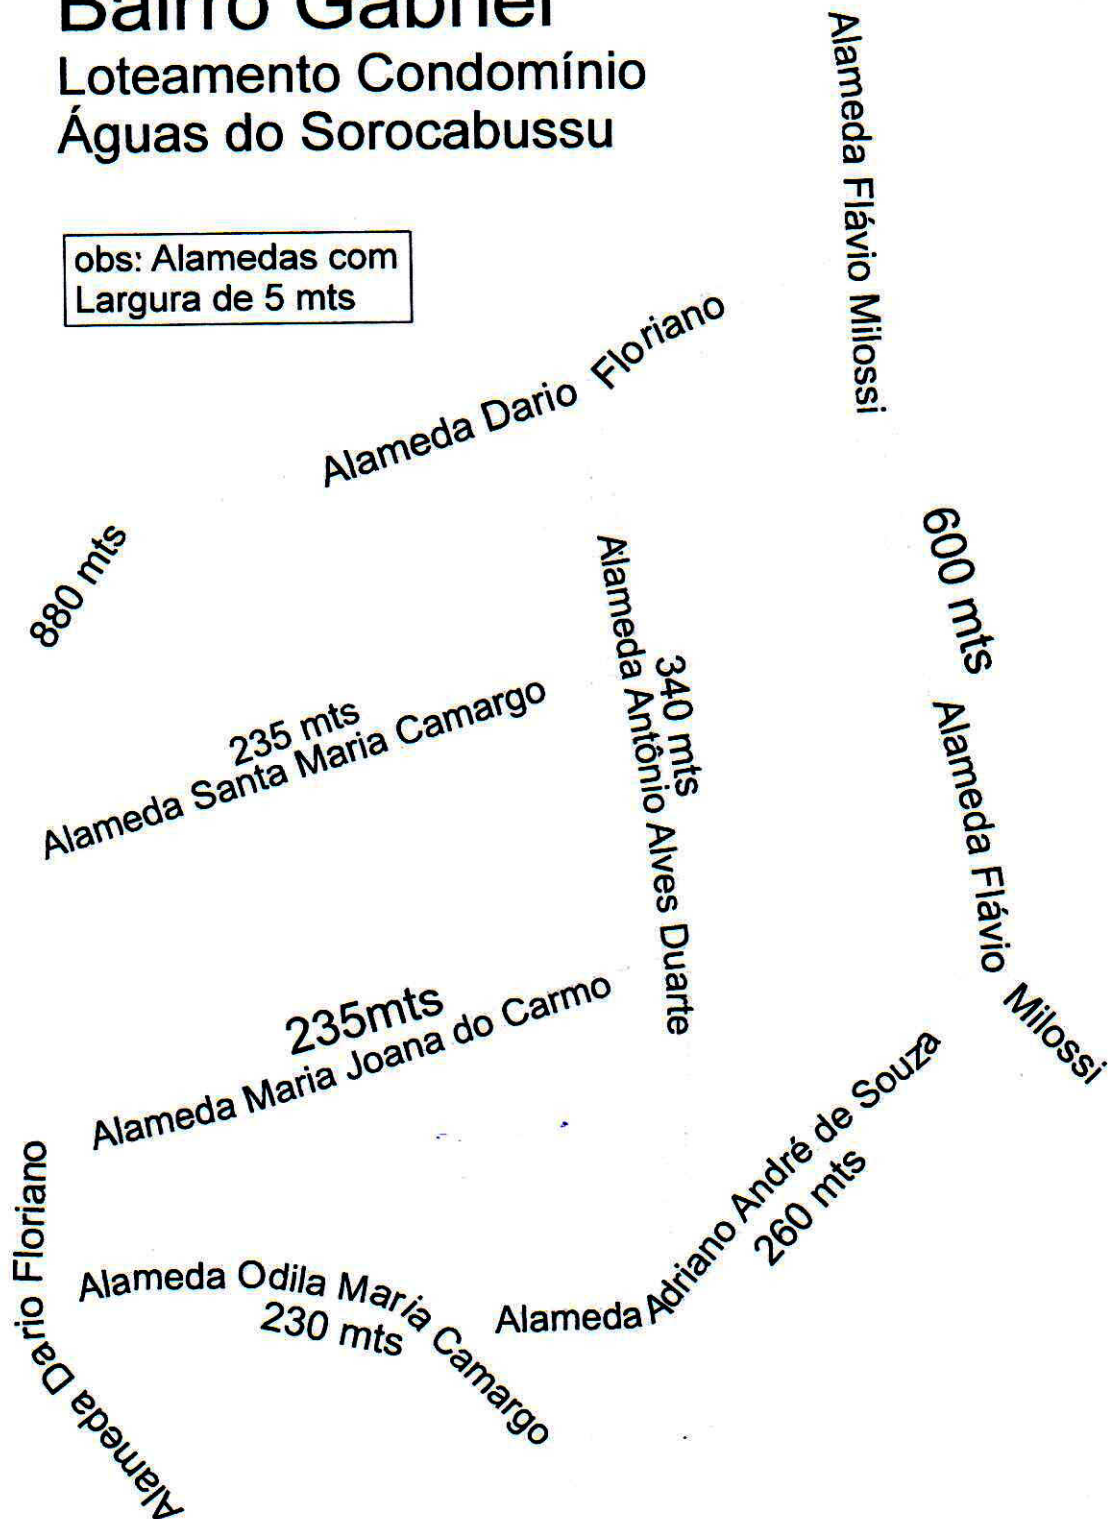 Bairro Gabriel
Loteamento Condomínio
Águas do Sorocabussu
obs: Alamedas com
Largura de 5 mts
Alameda Flávio Milossi
Alameda Dario Floriano
880 mts
600 mts
Alameda Antônio Alves Duarte
340 mts
235 mts
Alameda Santa Maria Camargo
Alameda Flávio Milossi
235mts
Alameda Maria Joana do Carmo
Alameda Adriano André de Souza
260 mts
Alameda Dario Floriano
Alameda Odila Maria Camargo
230 mts